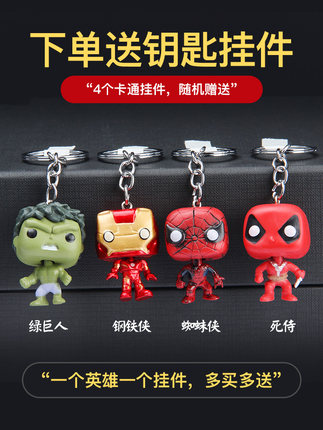 下单送钥匙挂件
“4个卡通挂件，随机赠送”
绿巨人 钢铁侠 蜘蛛侠 死侍
“一个英雄一个挂件，多买多送”